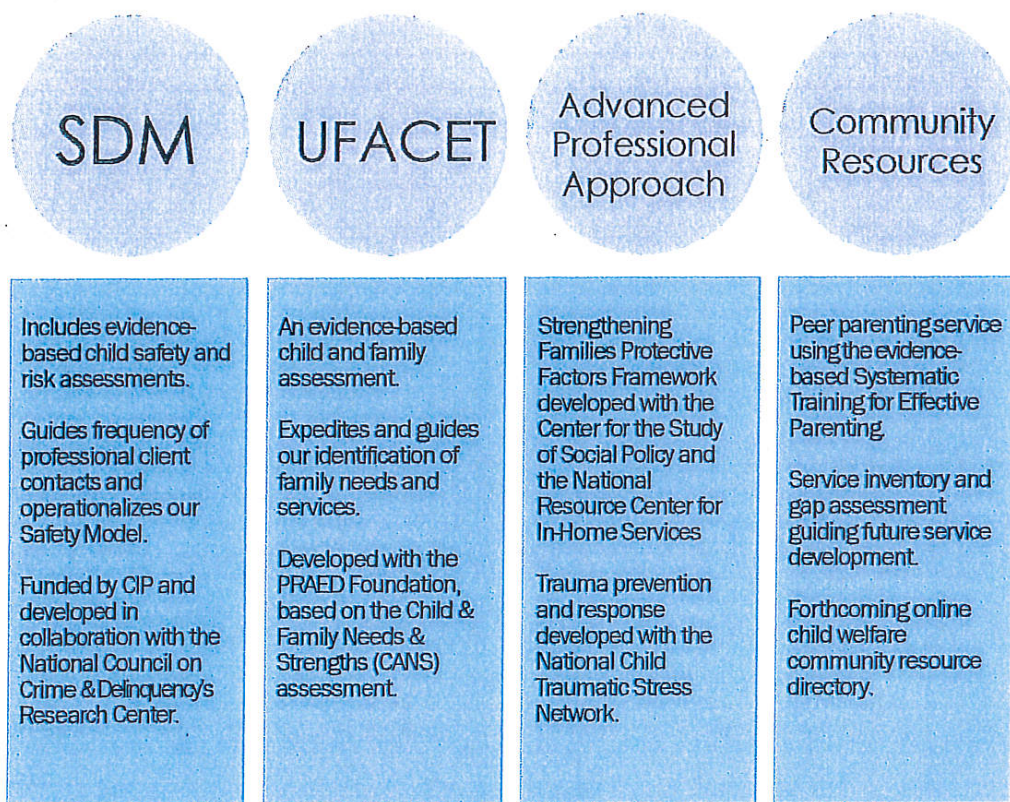 SDM
Includes evidence-
based child safety and
risk assessments.
Guides frequency of
professional client
contacts and
operationalizes our
Safety Model.
Funded by CIP and
developed in
collaboration with the
National Council on
Crime & Delinquency's
Research Center.
UFACET
An evidence-based
child and family
assessment.
Expedites and guides
our identification of
family needs and
services.
Developed with the
PRAED Foundation,
based on the Child &
Family Needs &
Strengths (CANS)
assessment.
Advanced
Professional
Approach
Strengthening
Families Protective
Factors Framework
developed with the
Center for the Study
of Social Policy and
the National
Resource Center for
In-Home Services
Trauma prevention
and response
developed with the
National Child
Traumatic Stress
Network.
Community
Resources
Peer parenting service
using the evidence-
based Systematic
Training for Effective
Parenting.
Service inventory and
gap assessment
guiding future service
development.
Forthcoming online
child welfare
community resource
directory.